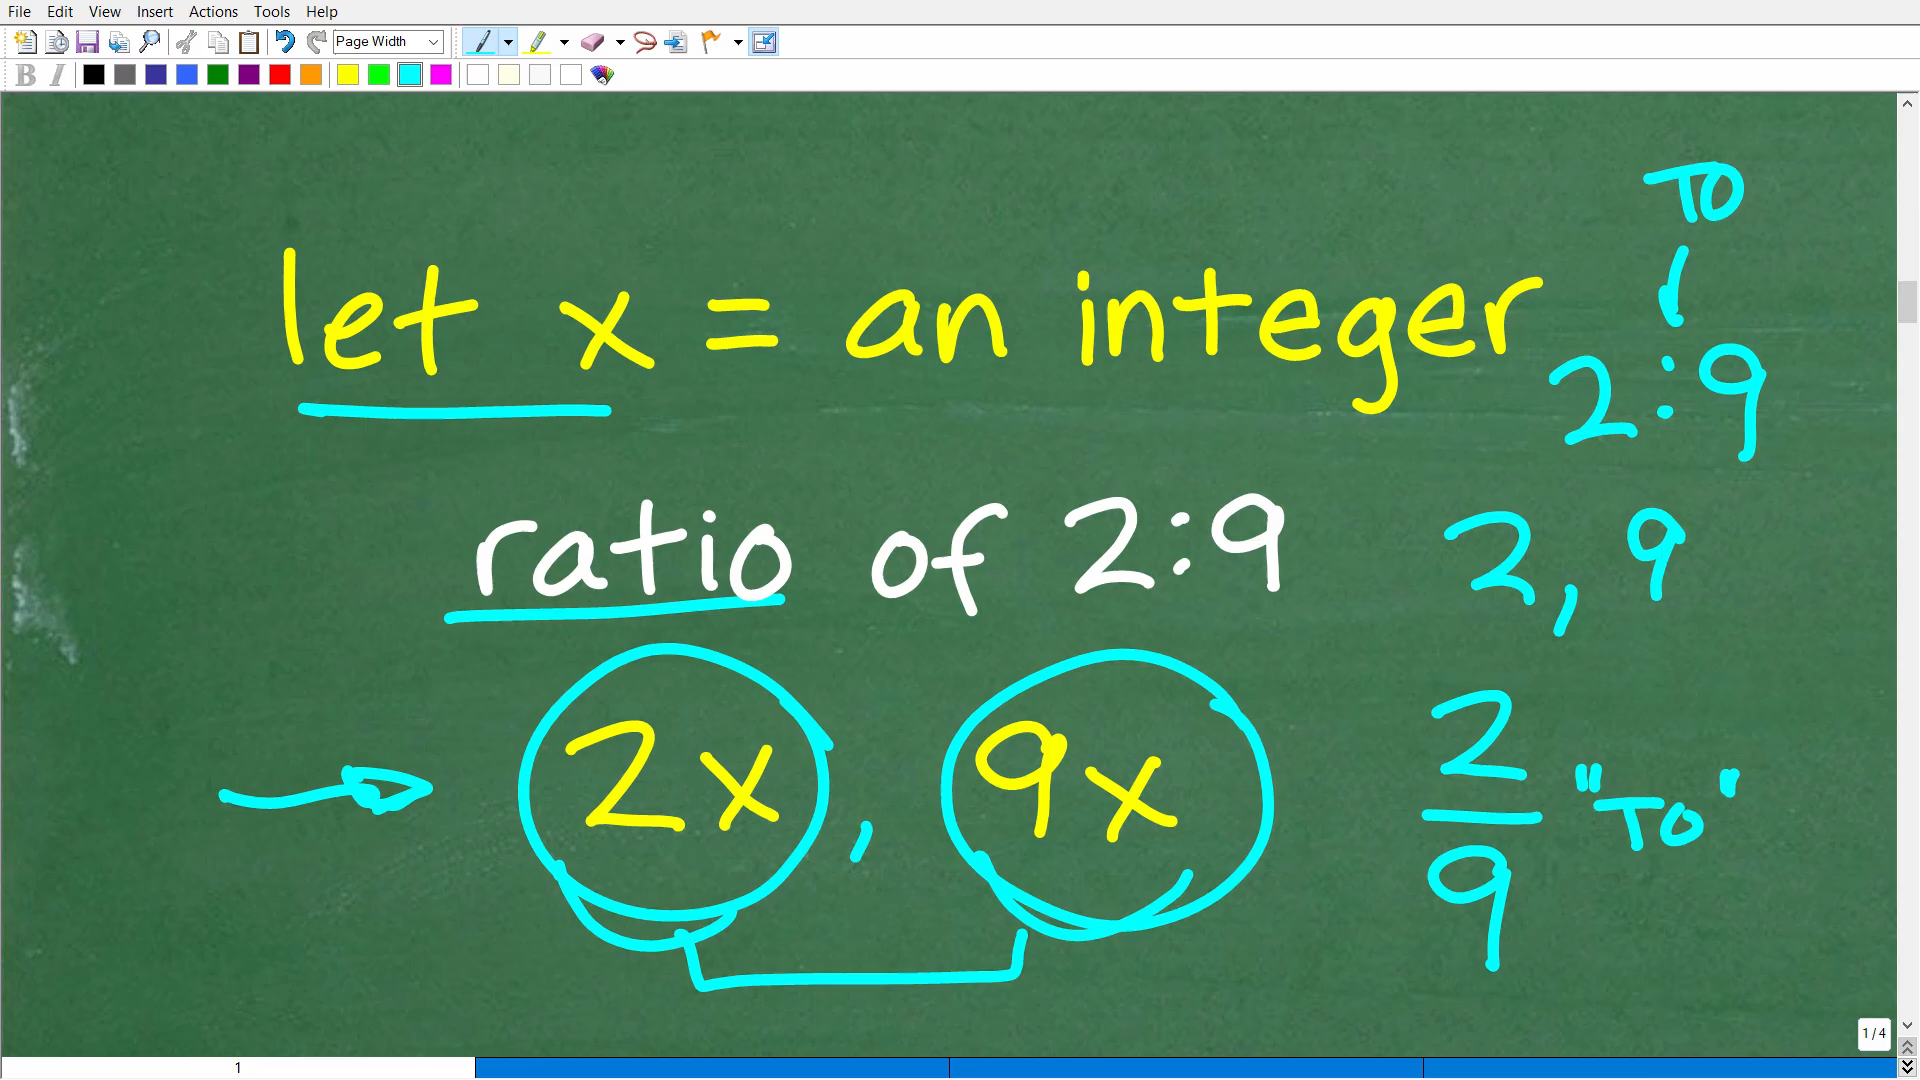 File Edit View Insert Actions Tools Help
Page Width
B I
TO
let x = an integer
2:9
ratio of 2:9
2, 9
2x, 9x
2
9
"TO"
1 / 4
1